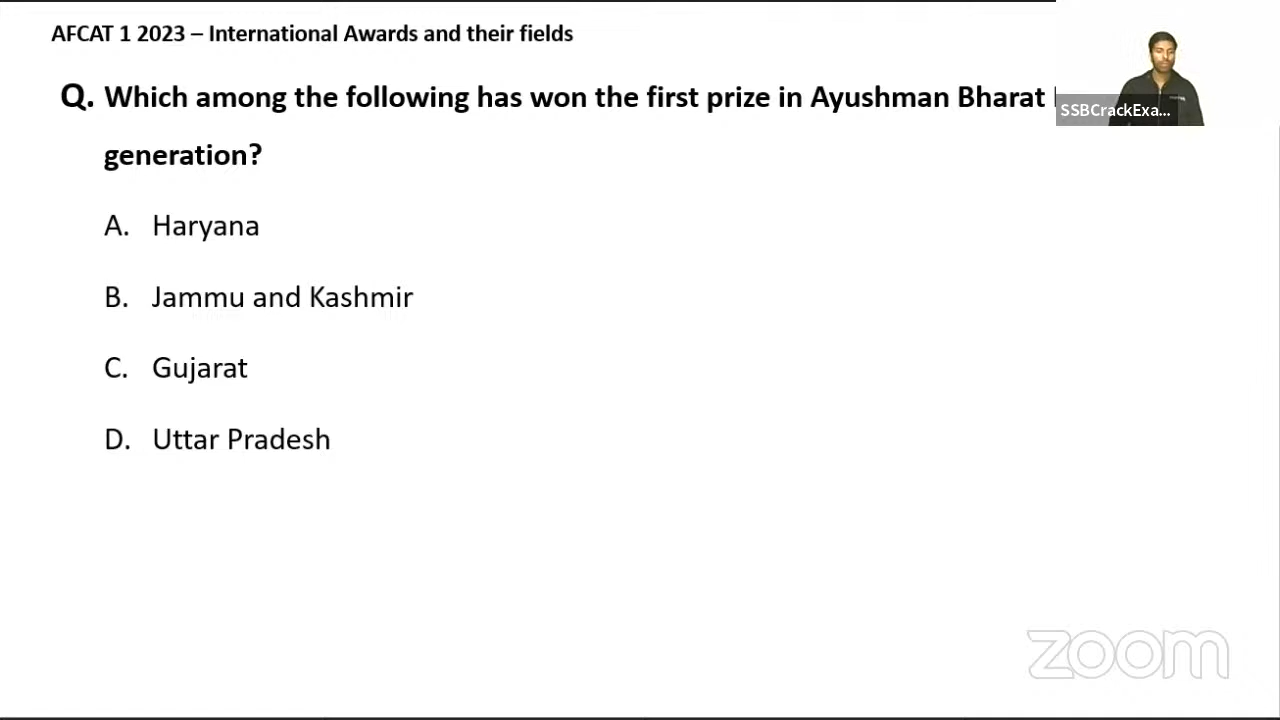 AFCAT 1 2023 – International Awards and their fields
Q. Which among the following has won the first prize in Ayushman Bharat
SSBCrackExa...
generation?
A. Haryana
B. Jammu and Kashmir
C. Gujarat
D. Uttar Pradesh
zoom